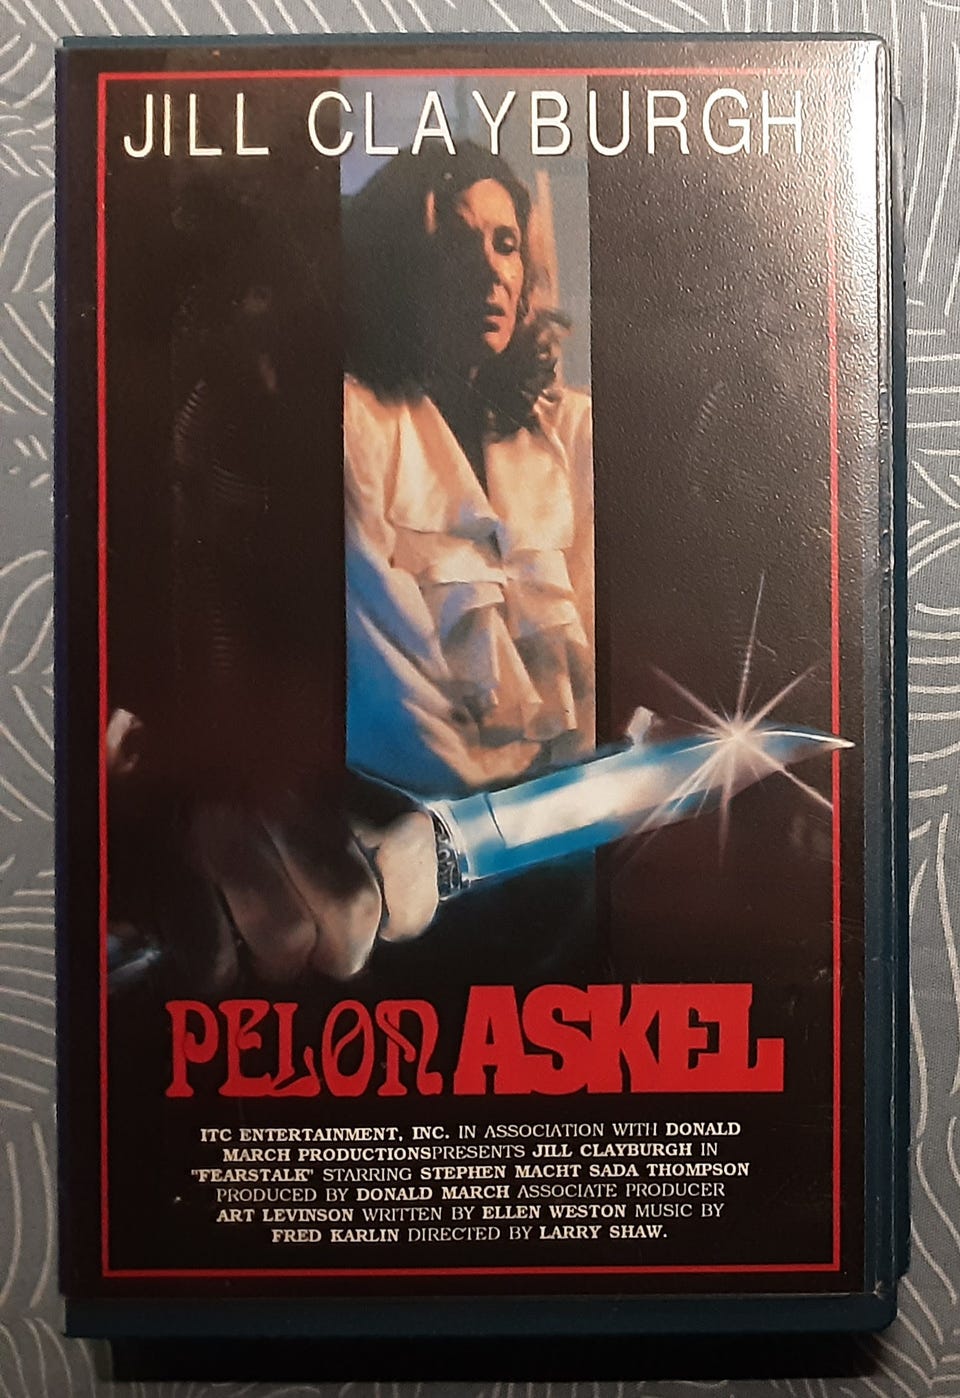 JILL CLAYBURGH
PELON ASKEL
ITC ENTERTAINMENT, INC. IN ASSOCIATION WITH DONALD
MARCH PRODUCTIONSPRESENTS JILL CLAYBURGH IN
"FEARSTALK" STARRING STEPHEN MACHT SADA THOMPSON
PRODUCED BY DONALD MARCH ASSOCIATE PRODUCER
ART LEVINSON WRITTEN BY ELLEN WESTON MUSIC BY
FRED KARLIN DIRECTED BY LARRY SHAW.